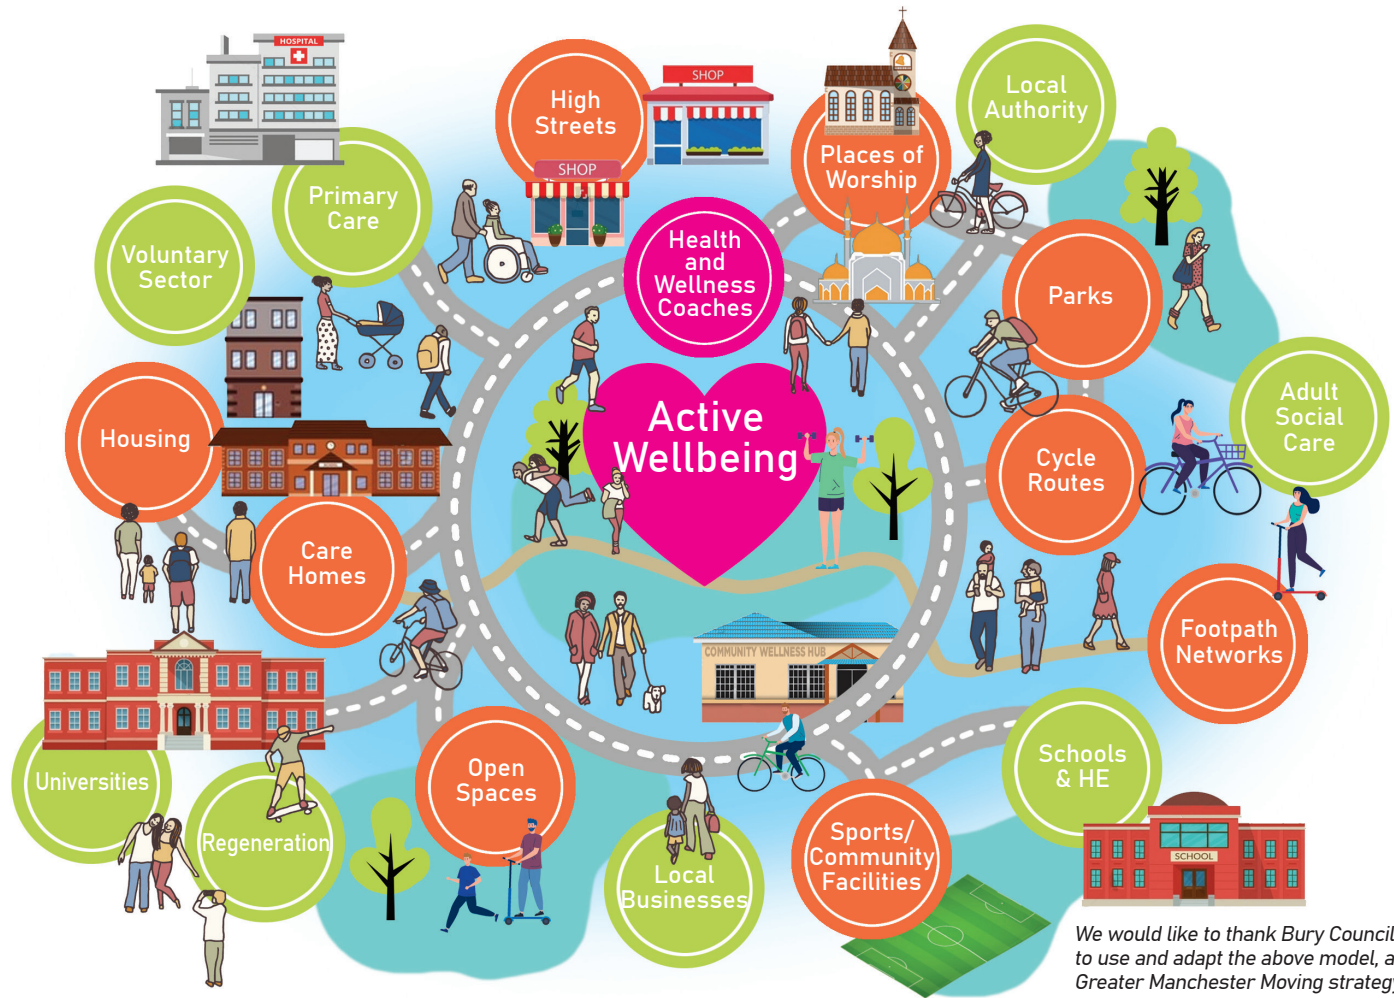 HOSPITAL
High
Streets
SHOP
SHOP
Places of
Worship
Local
Authority
Primary
Care
Voluntary
Sector
Health
and
Wellness
Coaches
Parks
Housing
Active
Wellbeing
Adult
Social
Care
Cycle
Routes
Care
Homes
Footpath
Networks
COMMUNITY WELLNESS HUB
Universities
Regeneration
Open
Spaces
Local
Businesses
Sports/
Community
Facilities
Schools
& HE
SCHOOL
We would like to thank Bury Council
to use and adapt the above model, a
Greater Manchester Moving strategy